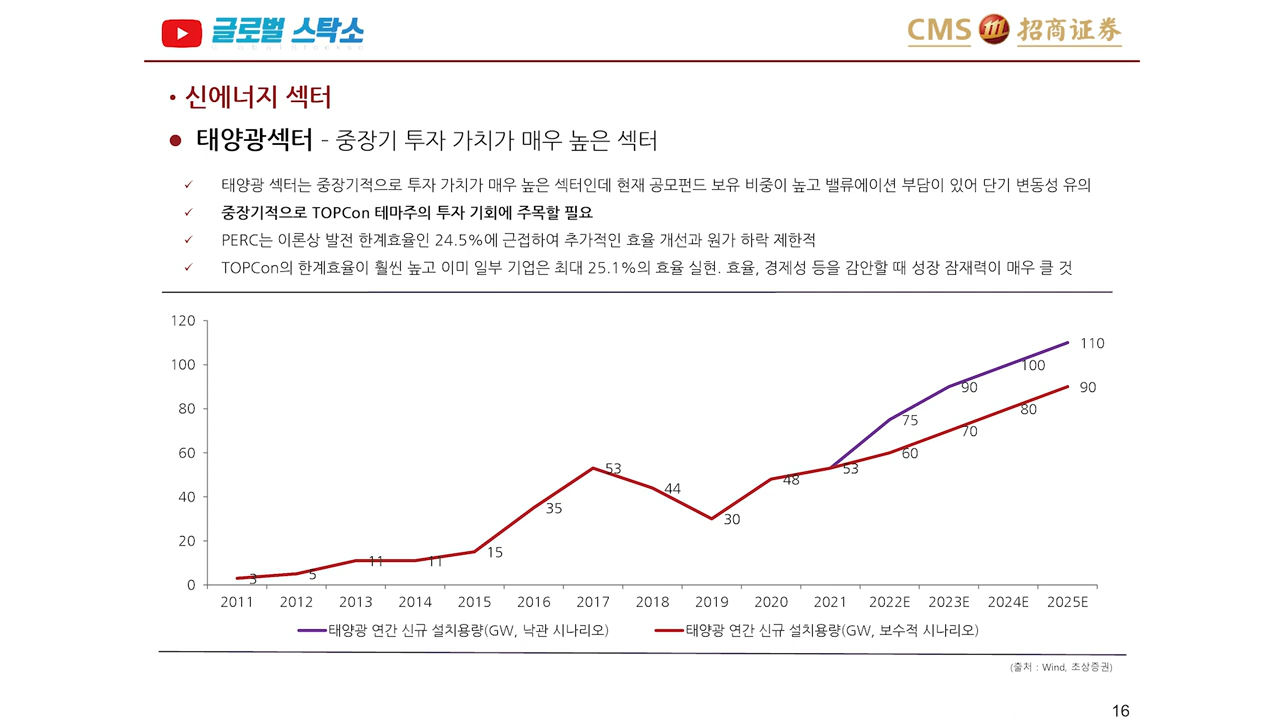 글로벌 스탁소
CMS 招商证券
• 신에너지 섹터
● 태양광섹터 – 중장기 투자 가치가 매우 높은 섹터
✓ 태양광 섹터는 중장기적으로 투자 가치가 매우 높은 섹터인데 현재 공모펀드 보유 비중이 높고 밸류에이션 부담이 있어 단기 변동성 유의
✓ 중장기적으로 TOPCon 테마주의 투자 기회에 주목할 필요
✓ PERC는 이론상 발전 한계효율인 24.5%에 근접하여 추가적인 효율 개선과 원가 하락 제한적
✓ TOPCon의 한계효율이 훨씬 높고 이미 일부 기업은 최대 25.1%의 효율 실현. 효율, 경제성 등을 감안할 때 성장 잠재력이 매우 클 것
120
100
80
60
40
20
0
3 5 11 11 15 35 53 44 30 48 53 60 70 80 90
75 90 100 110
2011 2012 2013 2014 2015 2016 2017 2018 2019 2020 2021 2022E 2023E 2024E 2025E
태양광 연간 신규 설치용량(GW, 낙관 시나리오) 태양광 연간 신규 설치용량(GW, 보수적 시나리오)
(출처 : Wind, 초상증권)
16